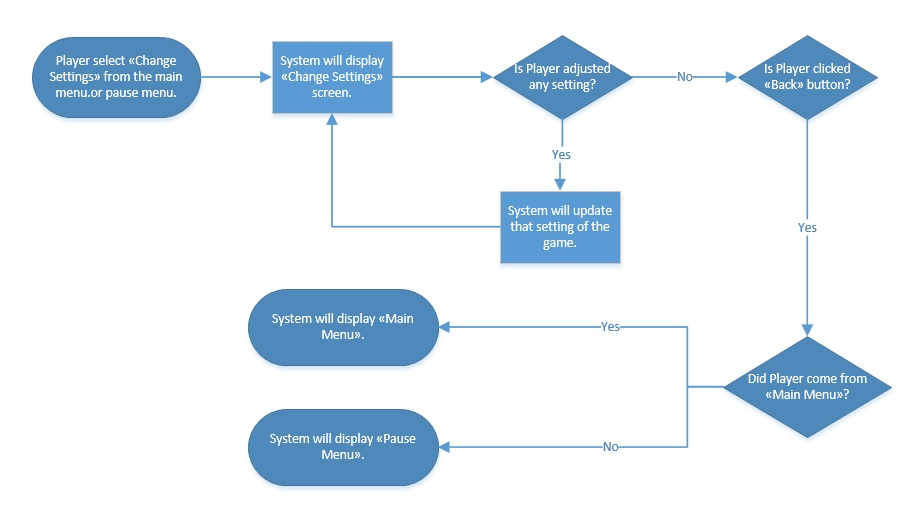 Player select «Change
Settings» from the main
menu.or pause menu.
System will display
«Change Settings»
screen.
Is Player adjusted
any setting?
No
Is Player clicked
«Back» button?
Yes
System will update
that setting of the
game.
Yes
Did Player come from
«Main Menu»?
Yes
System will display «Main
Menu».
No
System will display «Pause
Menu».